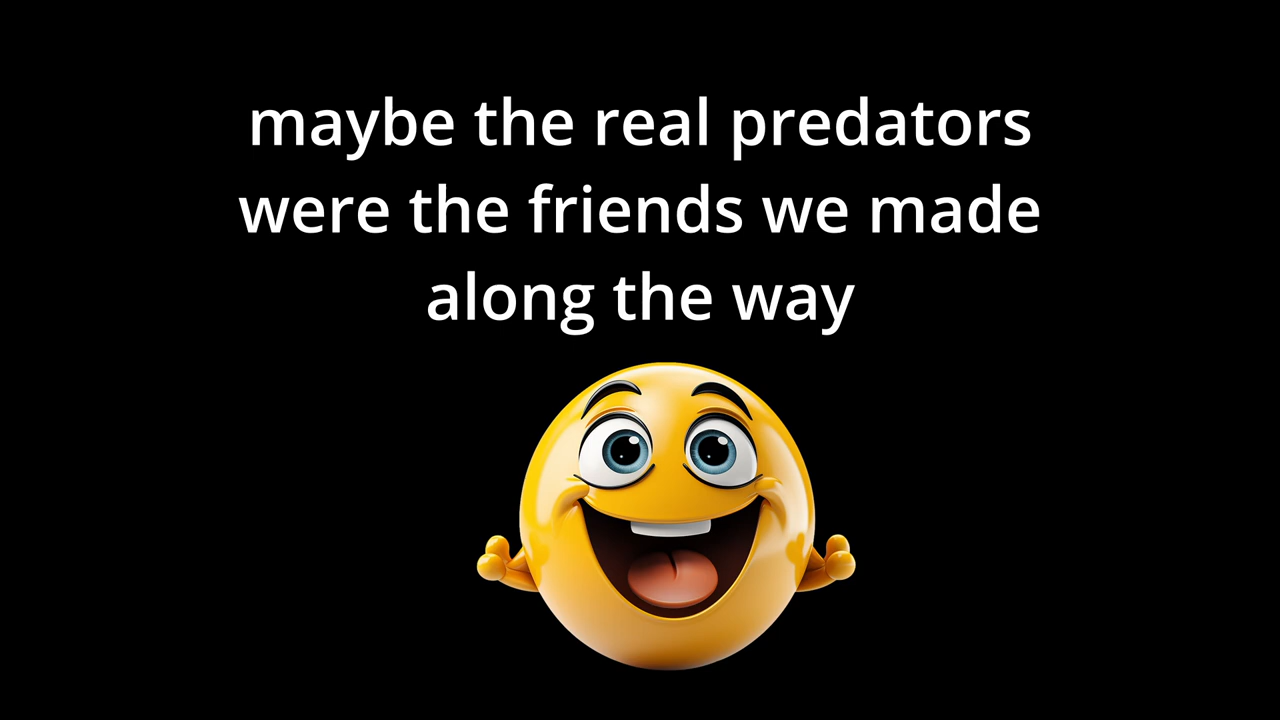 maybe the real predators
were the friends we made
along the way